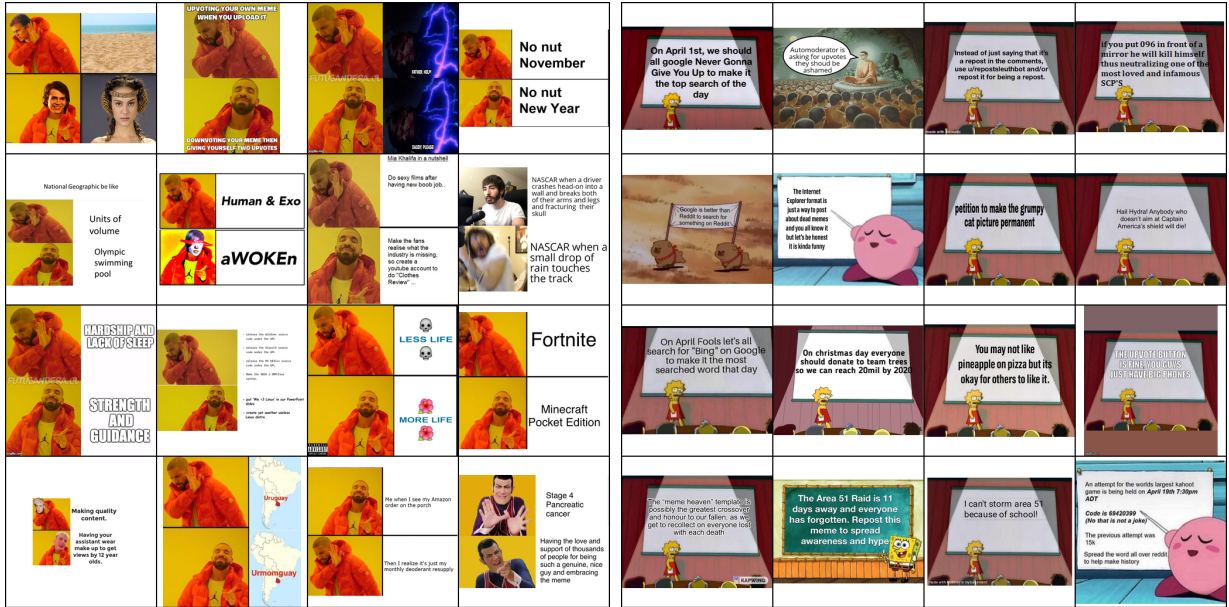 UPVOTING YOUR OWN MEME
WHEN YOU UPLOAD IT
DOWNVOTING YOUR MEME THEN
GIVING YOURSELF TWO UPVOTES
FUTUGANDERA.CL
FATHER, HELP!
DADDY PLEASE
No nut
November
No nut
New Year
On April 1st, we should
all google Never Gonna
Give You Up to make it
the top search of the
day
Automoderator is
asking for upvotes
they shoud be
ashamed
Instead of just saying that it's
a repost in the comments,
use u/repostsleuthbot and/or
repost it for being a repost.
if you put 096 in front of a
mirror he will kill himself
thus neutralizing one of the
most loved and infamous
SCP'S
National Geographic be like
Units of
volume
Olympic
swimming
pool
Human & Exo
aWOKEn
Mia Khalifa in a nutshell
Do sexy films after
having new boob job..
Make the fans
realise what the
industry is missing,
so create a
youtube account to
do "Clothes
Review" ...
NASCAR when a driver
crashes head-on into a
wall and breaks both
of their arms and legs
and fracturing their
skull
NASCAR when a
small drop of
rain touches
the track
Google is better than
Reddit to search for
something on Reddit
The Internet
Explorer format is
just a way to post
about dead memes
and you all know it
but let's be honest
it is kinda funny
petition to make the grumpy
cat picture permanent
Hail Hydra! Anybody who
doesn't aim at Captain
America's shield will die!
HARDSHIP AND
LACK OF SLEEP
FUTUGANDERA.CL
STRENGTH
AND
GUIDANCE
LESS LIFE
MORE LIFE
Fortnite
Minecraft
Pocket Edition
On April Fools let's all
search for "Bing" on Google
to make it the most
searched word that day
On christmas day everyone
should donate to team trees
so we can reach 20mil by 2020
You may not like
pineapple on pizza but its
okay for others to like it.
THE UPVOTE BUTTON
IS FINE, YOU GUYS
JUST HAVE BIG PHONES
Making quality
content.
Having your
assistant wear
make up to get
views by 12 year
olds.
Uruguay
Urmomguay
Me when I see my Amazon
order on the porch
Then I realize it's just my
monthly deoderant resupply
Stage 4
Pancreatic
cancer
Having the love and
support of thousands
of people for being
such a genuine, nice
guy and embracing
the meme
The "meme heaven" template is
possibly the greatest crossover
and honour to our fallen, as we
get to recollect on everyone lost
with each death
KAPWING
The Area 51 Raid is 11
days away and everyone
has forgotten. Repost this
meme to spread
awareness and hype
I can't storm area 51
because of school!
An attempt for the worlds largest kahoot
game is being held on April 19th 7:30pm
ADT
Code is 69420399
(No that is not a joke)
The previous attempt was
15k
Spread the word all over reddit
to help make history